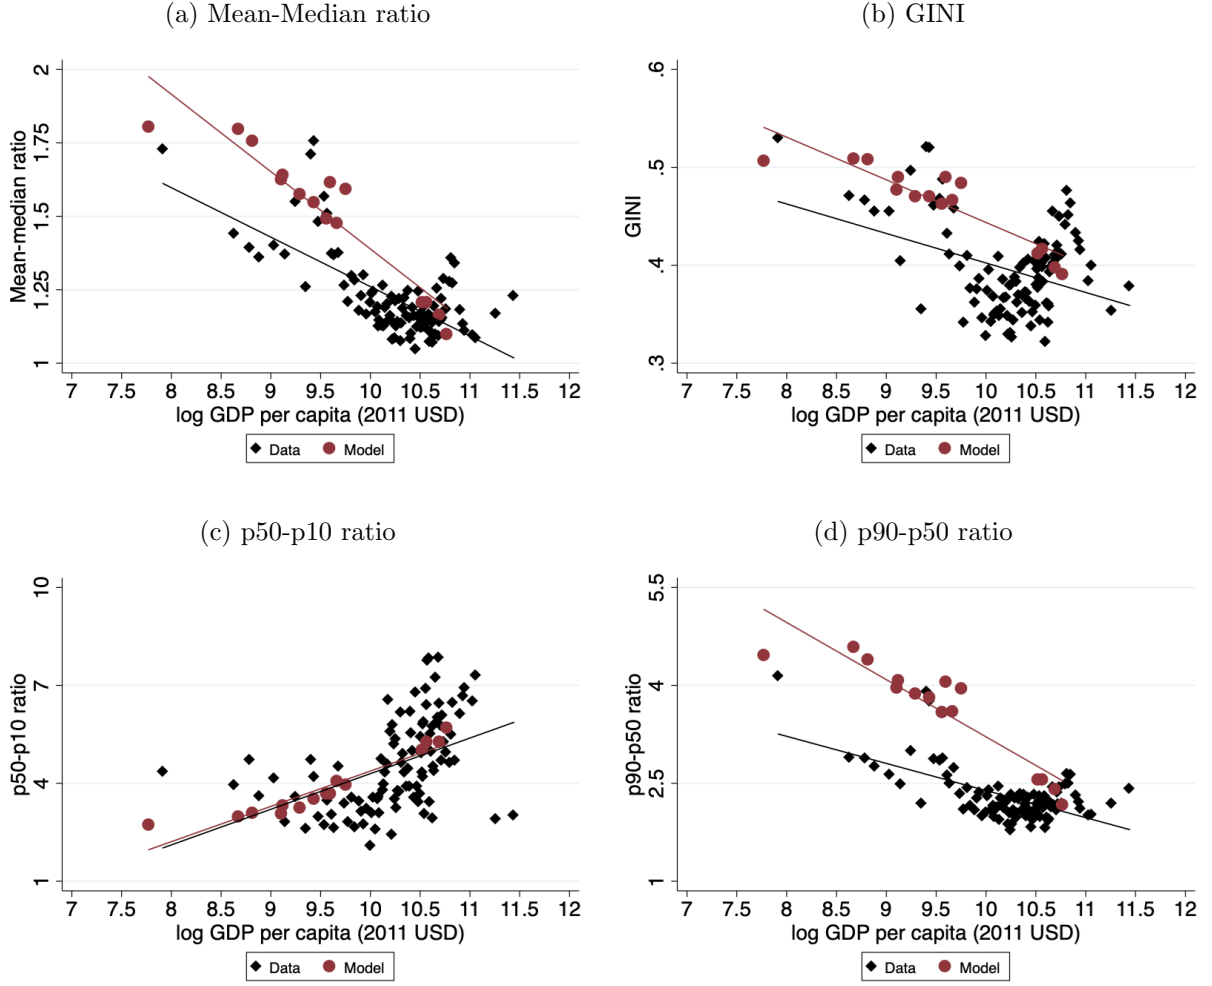 (a) Mean-Median ratio
Mean-median ratio
2
1.75
1.5
1.25
1
7 7.5 8 8.5 9 9.5 10 10.5 11 11.5 12
log GDP per capita (2011 USD)
Data Model
(b) GINI
GINI
.6
.5
.4
.3
7 7.5 8 8.5 9 9.5 10 10.5 11 11.5 12
log GDP per capita (2011 USD)
Data Model
(c) p50-p10 ratio
p50-p10 ratio
10
7
4
1
7 7.5 8 8.5 9 9.5 10 10.5 11 11.5 12
log GDP per capita (2011 USD)
Data Model
(d) p90-p50 ratio
p90-p50 ratio
5.5
4
2.5
1
7 7.5 8 8.5 9 9.5 10 10.5 11 11.5 12
log GDP per capita (2011 USD)
Data Model